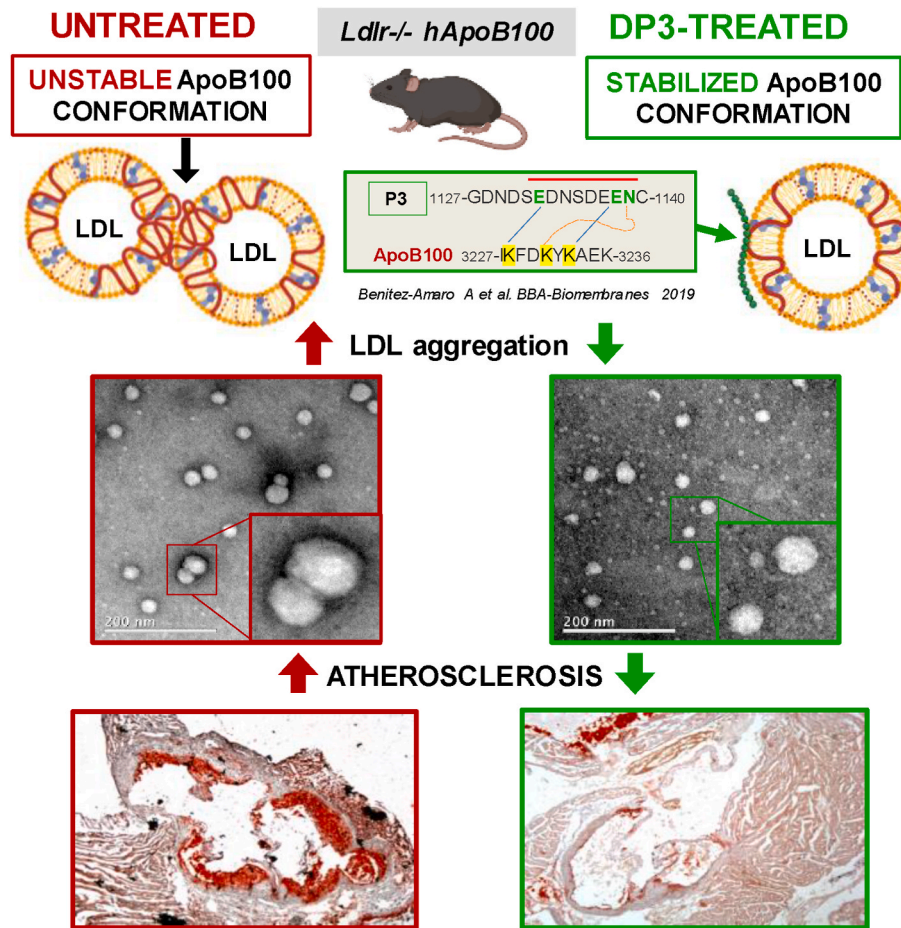 UNTREATED
Ldlr-/- hApoB100
DP3-TREATED
UNSTABLE ApoB100
CONFORMATION
STABILIZED ApoB100
CONFORMATION
LDL
LDL
P3
1127-GDNDSEDNSDEENC-1140
ApoB100
3227-IKFDKYKAEK-3236
LDL
Benitez-Amaro A et al. BBA-Biomembranes 2019
LDL aggregation
200 nm
200 nm
ATHEROSCLEROSIS